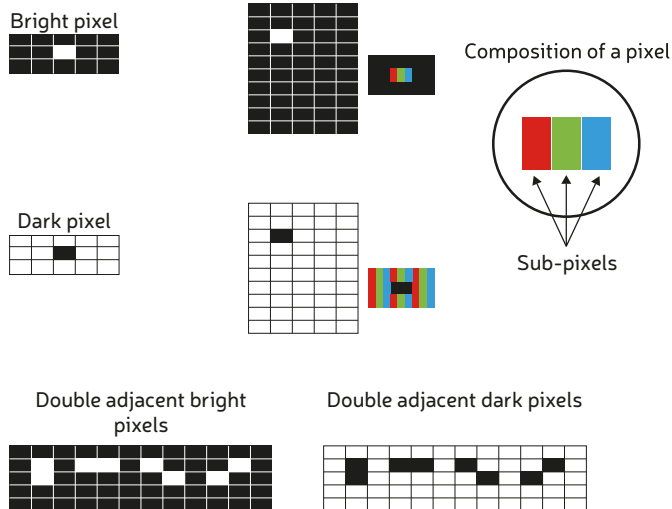 Bright pixel
Composition of a pixel
Dark pixel
Sub-pixels
Double adjacent bright
pixels
Double adjacent dark pixels